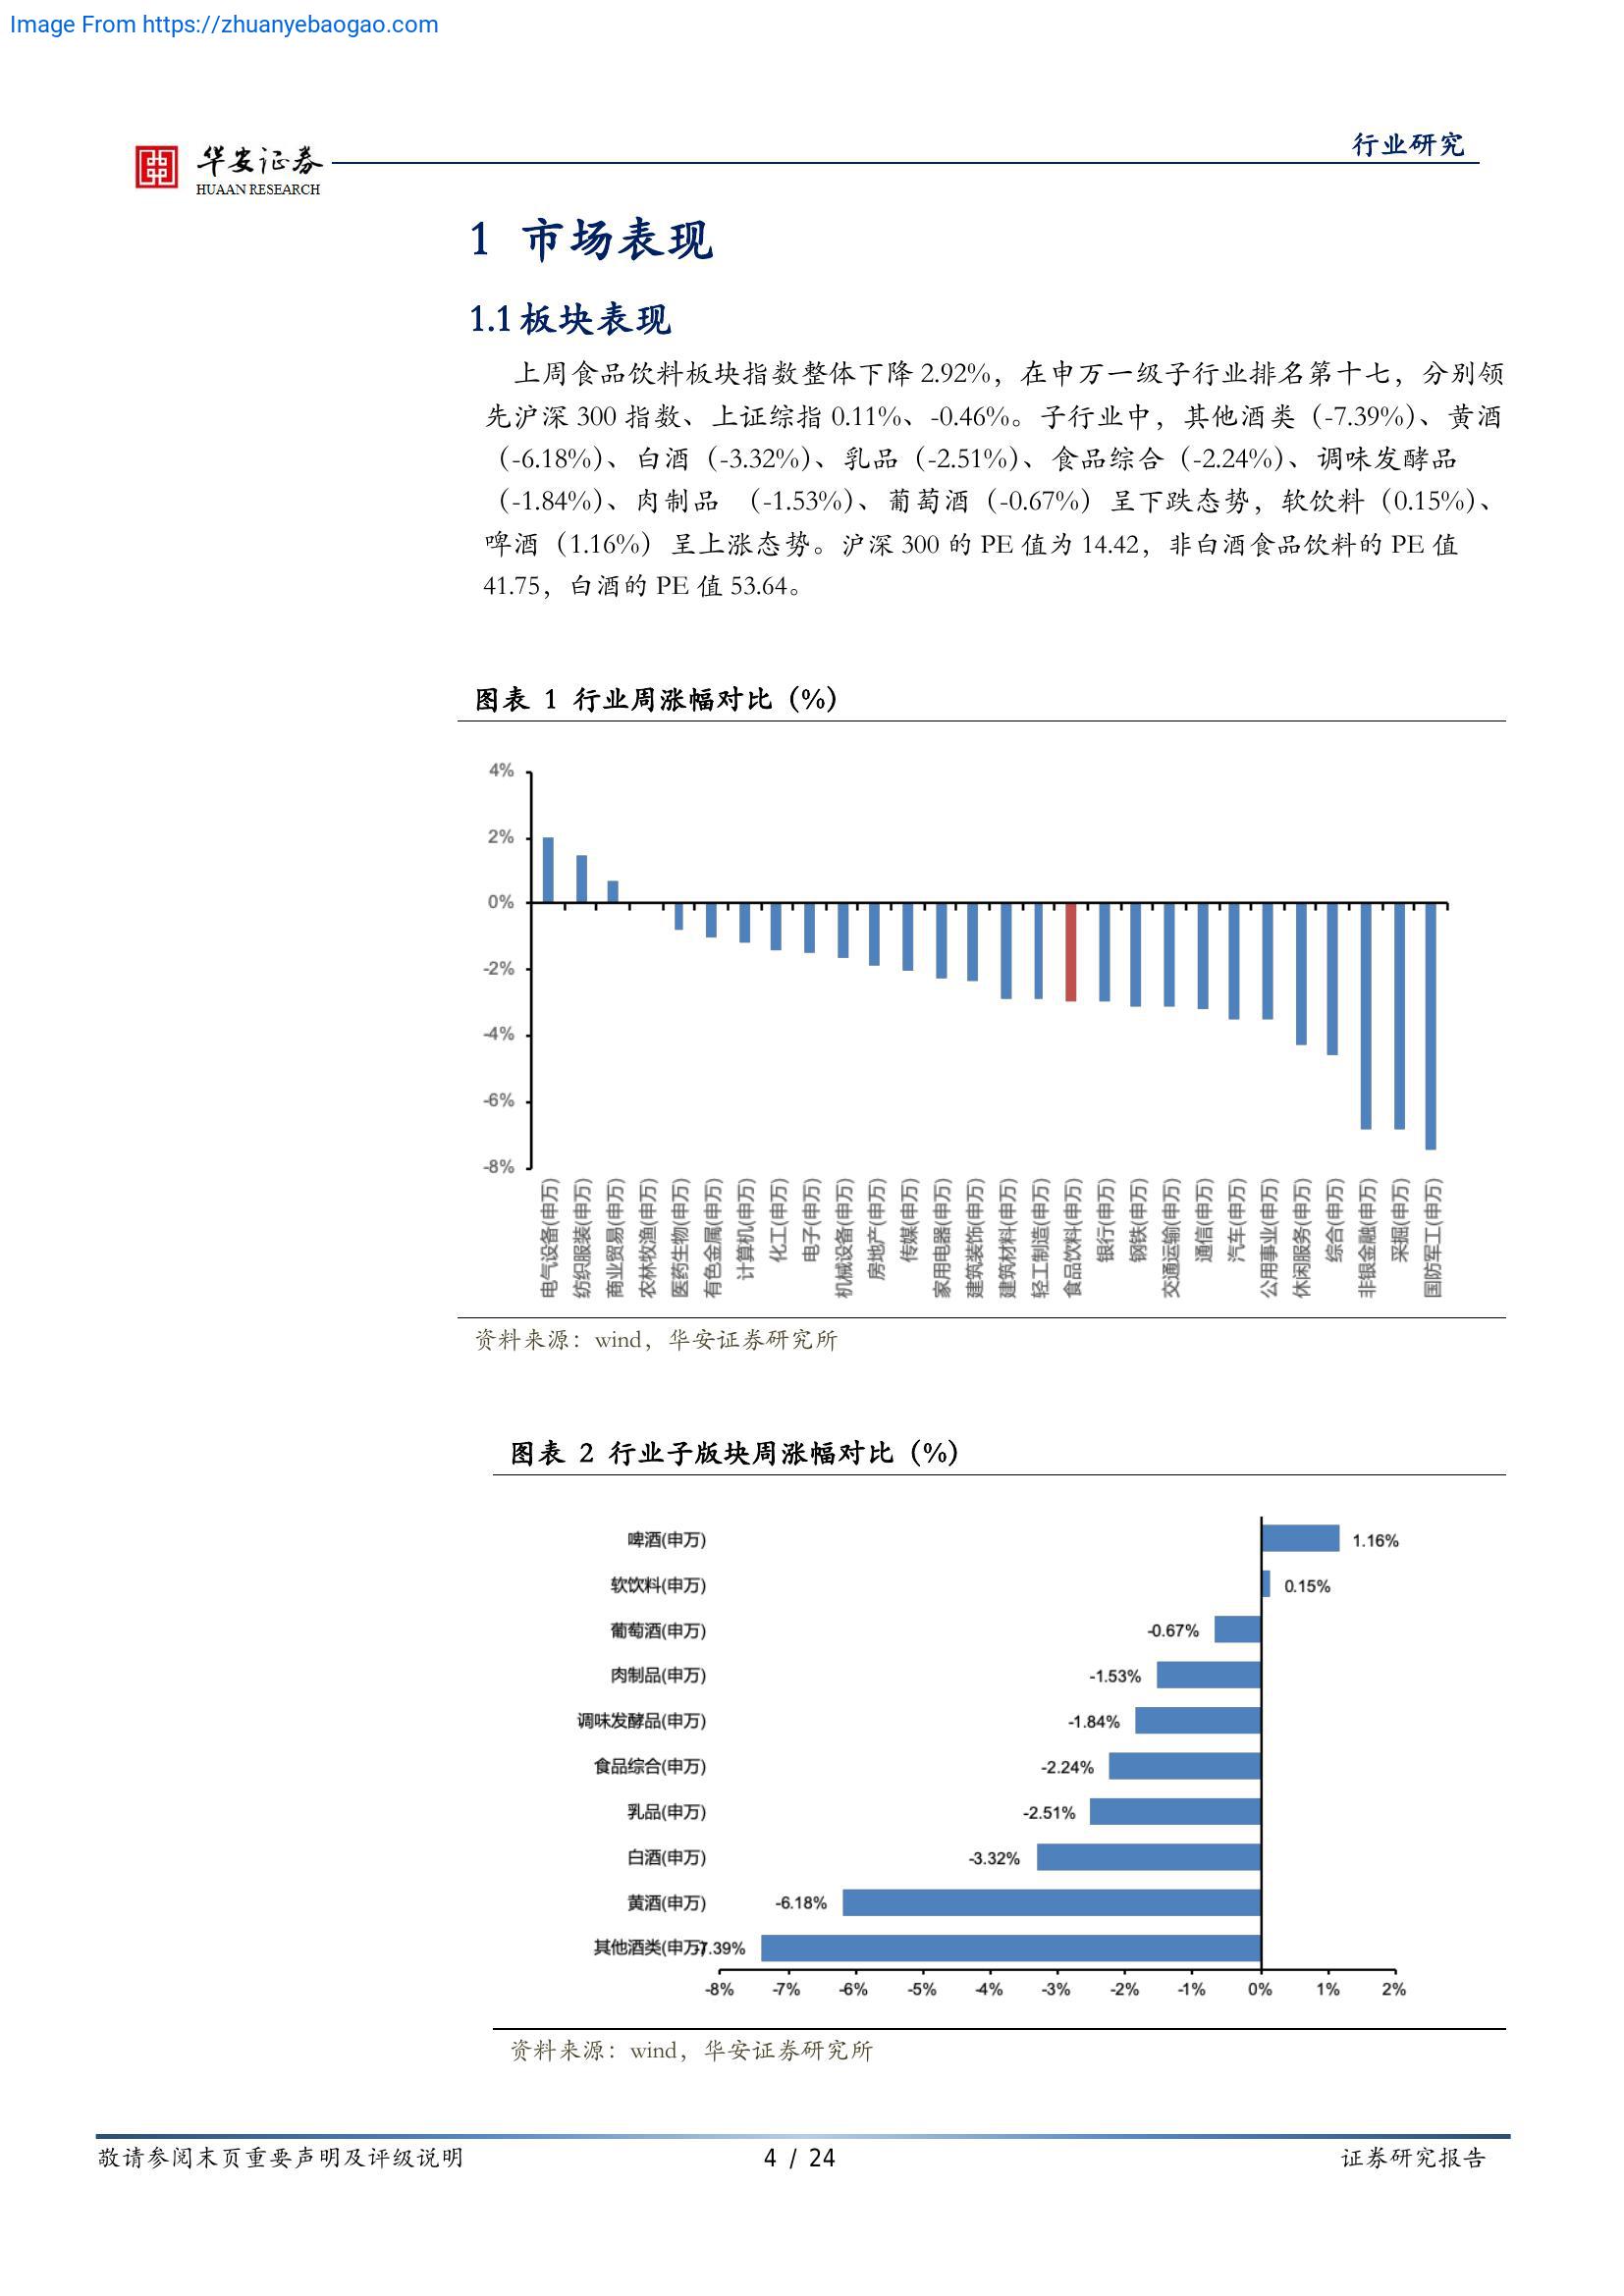 Image From https://zhuanyebaogao.com
华安证券
HUAAN RESEARCH
行业研究
1 市场表现
1.1板块表现
上周食品饮料板块指数整体下降 2.92%，在申万一级子行业排名第十七，分别领
先沪深 300 指数、上证综指 0.11%、-0.46%。子行业中，其他酒类（-7.39%）、黄酒
（-6.18%）、白酒（-3.32%）、乳品（-2.51%）、食品综合（-2.24%）、调味发酵品
（-1.84%）、肉制品 （-1.53%）、葡萄酒（-0.67%）呈下跌态势，软饮料（0.15%）、
啤酒（1.16%）呈上涨态势。沪深 300 的 PE 值为 14.42，非白酒食品饮料的 PE 值
41.75，白酒的 PE 值 53.64。
图表 1 行业周涨幅对比（%）
4%
2%
0%
-2%
-4%
-6%
-8%
电气设备(申万)
纺织服装(申万)
商业贸易(申万)
农林牧渔(申万)
医药生物(申万)
有色金属(申万)
计算机(申万)
化工(申万)
电子(申万)
机械设备(申万)
房地产(申万)
传媒(申万)
家用电器(申万)
建筑装饰(申万)
建筑材料(申万)
轻工制造(申万)
食品饮料(申万)
银行(申万)
钢铁(申万)
交通运输(申万)
通信(申万)
汽车(申万)
公用事业(申万)
休闲服务(申万)
综合(申万)
非银金融(申万)
采掘(申万)
国防军工(申万)
资料来源：wind，华安证券研究所
图表 2 行业子版块周涨幅对比（%）
啤酒(申万) 1.16%
软饮料(申万) 0.15%
葡萄酒(申万) -0.67%
肉制品(申万) -1.53%
调味发酵品(申万) -1.84%
食品综合(申万) -2.24%
乳品(申万) -2.51%
白酒(申万) -3.32%
黄酒(申万) -6.18%
其他酒类(申万) -7.39%
-8% -7% -6% -5% -4% -3% -2% -1% 0% 1% 2%
资料来源：wind，华安证券研究所
敬请参阅末页重要声明及评级说明 4 / 24 证券研究报告